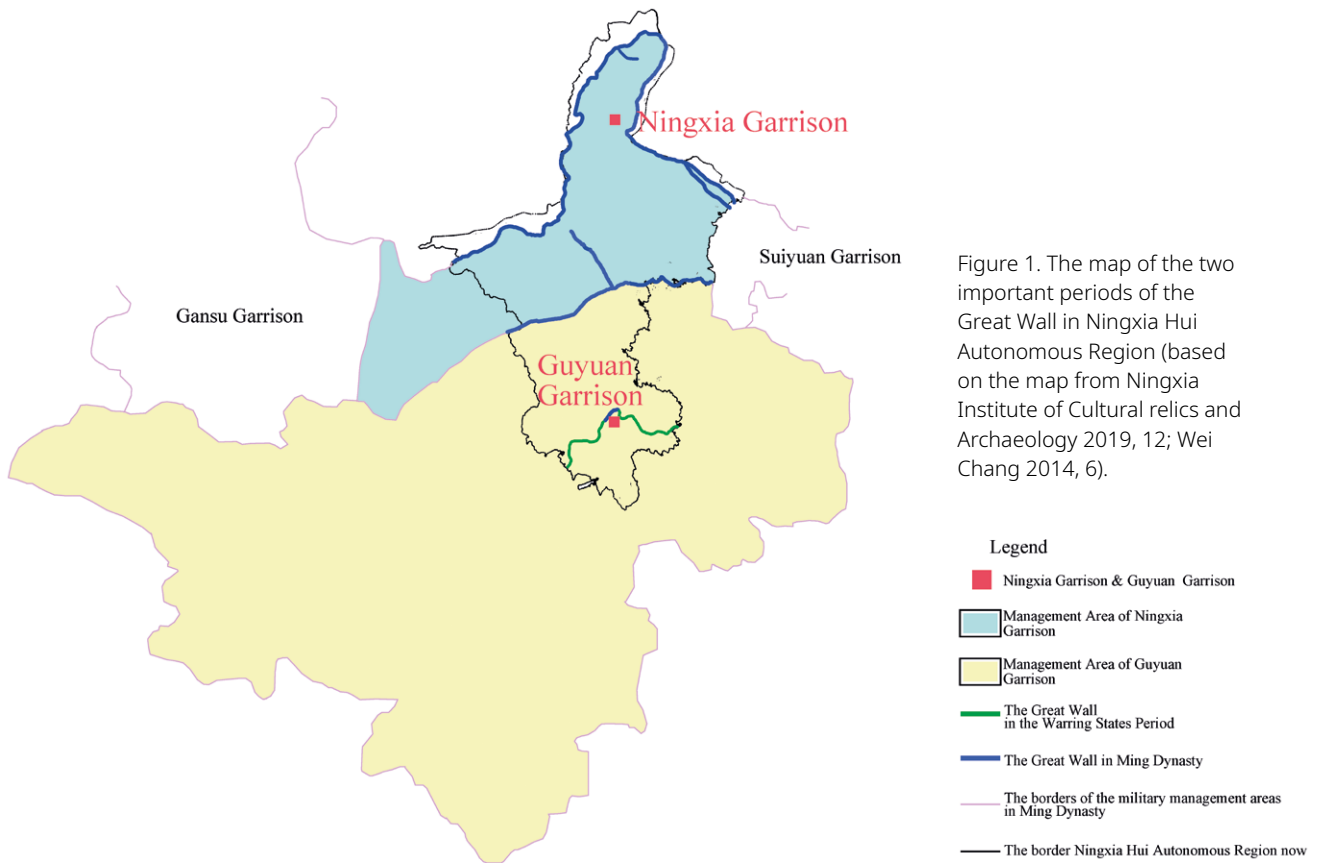 Ningxia Garrison
Suiyuan Garrison
Gansu Garrison
Guyuan
Garrison
Figure 1. The map of the two
important periods of the
Great Wall in Ningxia Hui
Autonomous Region (based
on the map from Ningxia
Institute of Cultural relics and
Archaeology 2019, 12; Wei
Chang 2014, 6).
Legend
Ningxia Garrison & Guyuan Garrison
Management Area of Ningxia
Garrison
Management Area of Guyuan
Garrison
The Great Wall
in the Warring States Period
The Great Wall in Ming Dynasty
The borders of the military management areas
in Ming Dynasty
The border Ningxia Hui Autonomous Region now